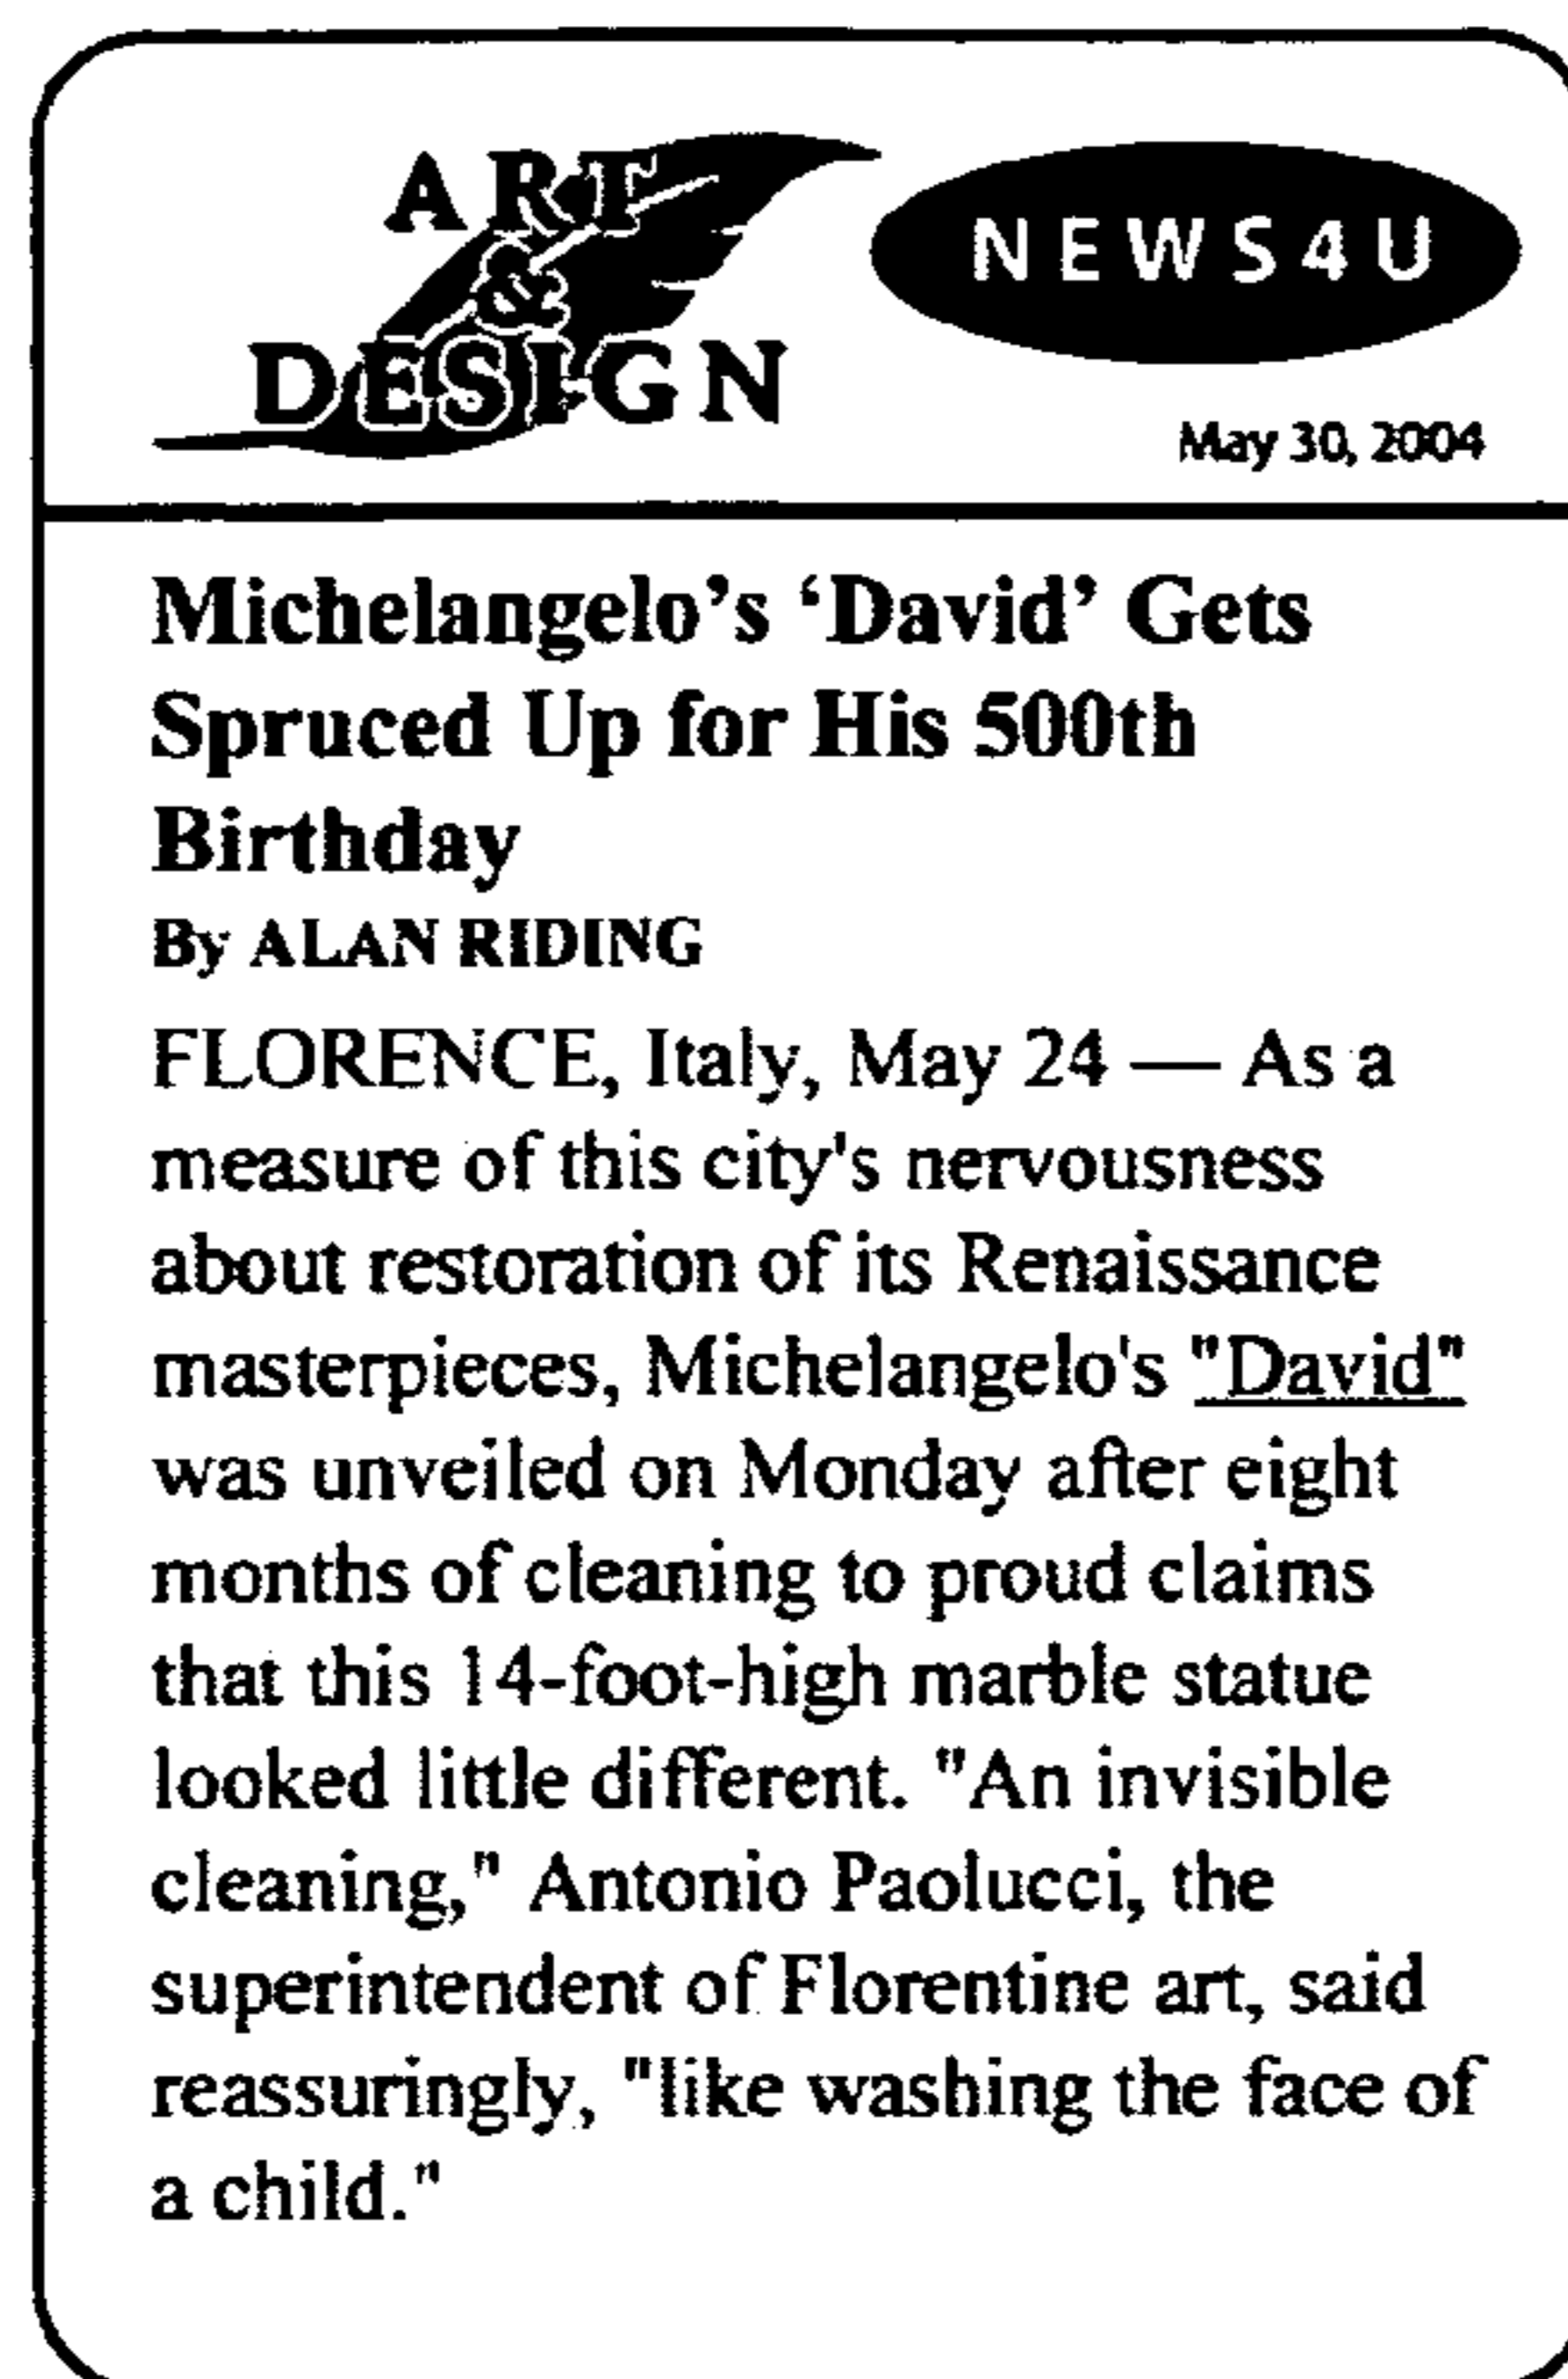 ART
&
DESIGN
NEWS4U
May 30, 2004
Michelangelo’s ‘David’ Gets
Spruced Up for His 500th
Birthday
By ALAN RIDING
FLORENCE, Italy, May 24 — As a
measure of this city's nervousness
about restoration of its Renaissance
masterpieces, Michelangelo's "David"
was unveiled on Monday after eight
months of cleaning to proud claims
that this 14-foot-high marble statue
looked little different. "An invisible
cleaning," Antonio Paolucci, the
superintendent of Florentine art, said
reassuringly, "like washing the face of
a child."